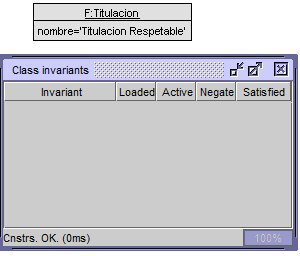 F:Titulacion
nombre='Titulacion Respetable'
Class invariants
Invariant Loaded Active Negate Satisfied
Cnstrs. OK. (0ms) 100%